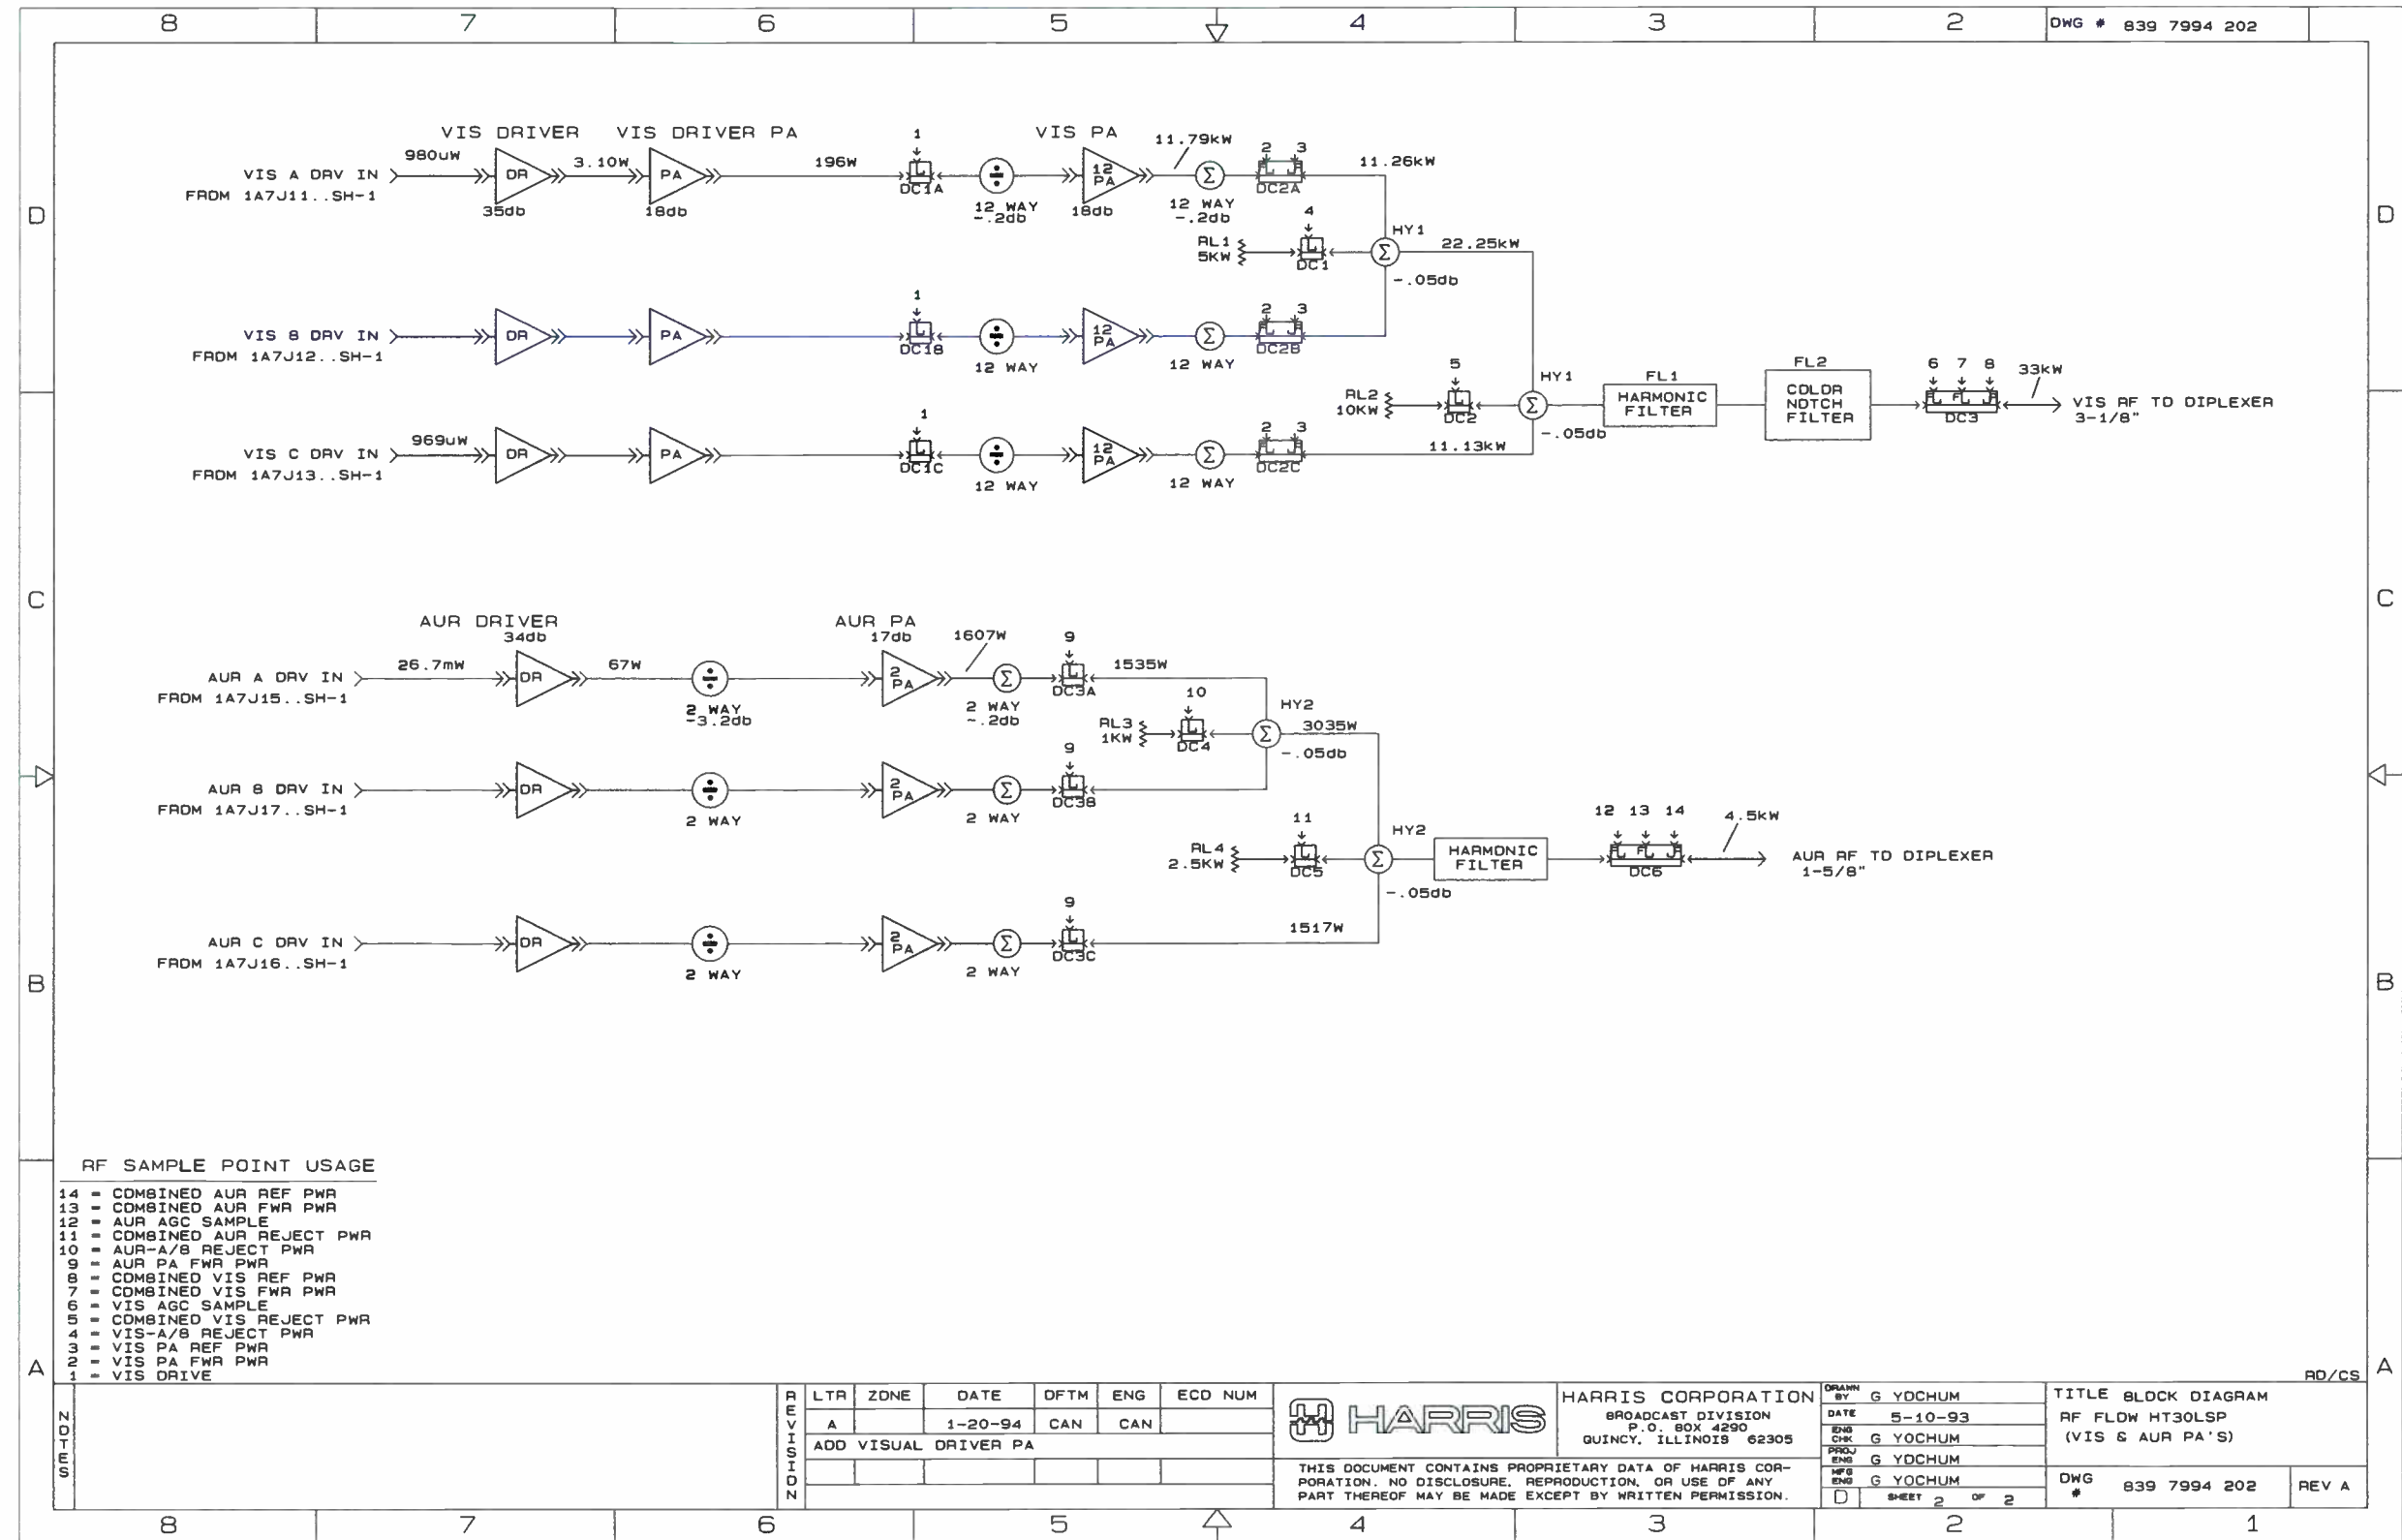 8 7 6 5 4 3 2 DWG # 839 7994 202
VIS DRIVER VIS DRIVER PA 1 VIS PA 11.79kW
980uW 3.10W 196W 2 3 11.26kW
VIS A DRV IN DR PA L DC1A ÷ 12 PA Σ DC2A
FROM 1A7J11..SH-1
35db 18db 12 WAY 18db 12 WAY
-.2db -.2db
D D
4
RL1 L HY1
5KW DC1 Σ 22.25kW
-.05db
1 2 3
VIS B DRV IN DR PA L DC1B ÷ 12 PA Σ DC2B
FROM 1A7J12..SH-1
12 WAY 12 WAY
5 HY1 FL1 FL2 6 7 8 33kW
RL2 L Σ HARMONIC COLOR VIS RF TO DIPLEXER
10KW DC2 FILTER NOTCH DC3 3-1/8"
FILTER
-.05db
1 2 3
969uW 11.13kW
VIS C DRV IN DR PA L DC1C ÷ 12 PA Σ DC2C
FROM 1A7J13..SH-1
12 WAY 12 WAY
C C
AUR DRIVER AUR PA
34db 17db 1607W 9
26.7mW 67W 1535W
AUR A DRV IN DR ÷ 2 PA Σ L DC3A
FROM 1A7J15..SH-1
2 WAY 2 WAY
-3.2db -.2db
10 HY2
RL3 L Σ 3035W
1KW DC4
-.05db
9
AUR B DRV IN DR ÷ 2 PA Σ L DC3B
FROM 1A7J17..SH-1
2 WAY 2 WAY
11 HY2 12 13 14 4.5kW
RL4 L Σ HARMONIC AUR RF TO DIPLEXER
2.5KW DC5 FILTER DC6 1-5/8"
-.05db
9 1517W
AUR C DRV IN DR ÷ 2 PA Σ L DC3C
FROM 1A7J16..SH-1
2 WAY 2 WAY
B B
RF SAMPLE POINT USAGE
14 = COMBINED AUR REF PWR
13 = COMBINED AUR FWR PWR
12 = AUR AGC SAMPLE
11 = COMBINED AUR REJECT PWR
10 = AUR-A/B REJECT PWR
9 = AUR PA FWR PWR
8 = COMBINED VIS REF PWR
7 = COMBINED VIS FWR PWR
6 = VIS AGC SAMPLE
5 = COMBINED VIS REJECT PWR
4 = VIS-A/B REJECT PWR
3 = VIS PA REF PWR
2 = VIS PA FWR PWR
1 = VIS DRIVE
A A
RD/CS
NOTES
REVISION
LTR ZONE DATE DFTM ENG ECO NUM
A 1-20-94 CAN CAN
ADD VISUAL DRIVER PA
HARRIS
HARRIS CORPORATION
BROADCAST DIVISION
P.O. BOX 4290
QUINCY, ILLINOIS 62305
THIS DOCUMENT CONTAINS PROPRIETARY DATA OF HARRIS COR-
PORATION. NO DISCLOSURE, REPRODUCTION, OR USE OF ANY
PART THEREOF MAY BE MADE EXCEPT BY WRITTEN PERMISSION.
DRAWN BY G YOCHUM
DATE 5-10-93
ENG CHK G YOCHUM
PROJ ENG G YOCHUM
MFG ENG G YOCHUM
D SHEET 2 OF 2
TITLE BLOCK DIAGRAM
RF FLOW HT30LSP
(VIS & AUR PA'S)
DWG # 839 7994 202 REV A
8 7 6 5 4 3 2 1